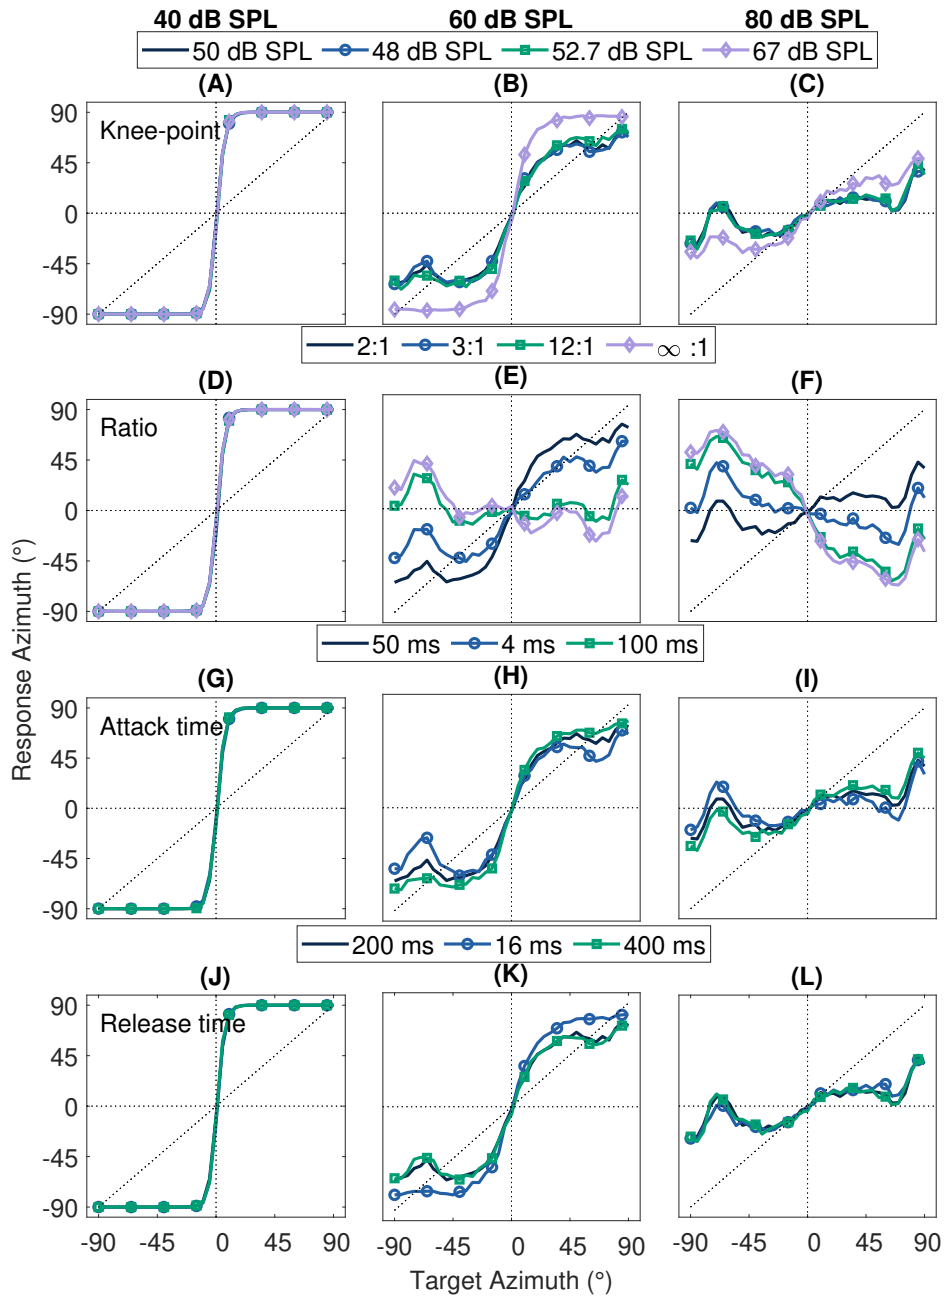 40 dB SPL 60 dB SPL 80 dB SPL
50 dB SPL 48 dB SPL 52.7 dB SPL 67 dB SPL
(A) (B) (C)
90
Knee-point
45
0
-45
-90
2:1 3:1 12:1 ∞ :1
(D) (E) (F)
90
Ratio
45
0
-45
-90
50 ms 4 ms 100 ms
(G) (H) (I)
90
Attack time
45
0
-45
-90
200 ms 16 ms 400 ms
(J) (K) (L)
90
Release time
45
0
-45
-90
-90 -45 0 45 90 -90 -45 0 45 90 -90 -45 0 45 90
Target Azimuth (°)
Response Azimuth (°)